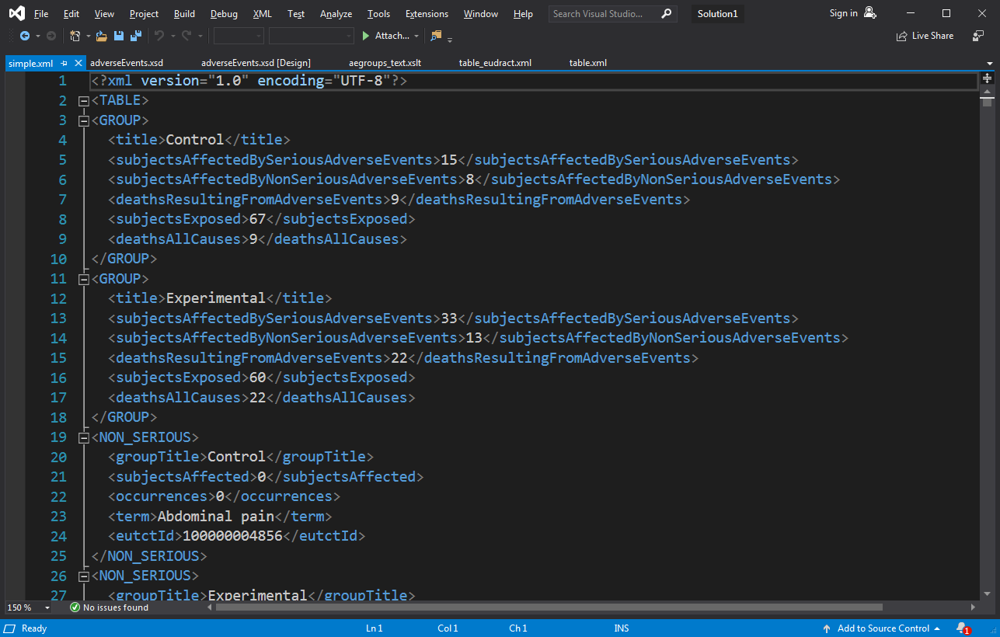 File Edit View Project Build Debug XML Test Analyze Tools Extensions Window Help Search Visual Studio... Solution1 Sign in
Attach... Live Share
simple.xml adverseEvents.xsd adverseEvents.xsd [Design] aegroups_text.xslt table_eudract.xml table.xml
1 <?xml version="1.0" encoding="UTF-8"?>
2 <TABLE>
3 <GROUP>
4 <title>Control</title>
5 <subjectsAffectedBySeriousAdverseEvents>15</subjectsAffectedBySeriousAdverseEvents>
6 <subjectsAffectedByNonSeriousAdverseEvents>8</subjectsAffectedByNonSeriousAdverseEvents>
7 <deathsResultingFromAdverseEvents>9</deathsResultingFromAdverseEvents>
8 <subjectsExposed>67</subjectsExposed>
9 <deathsAllCauses>9</deathsAllCauses>
10 </GROUP>
11 <GROUP>
12 <title>Experimental</title>
13 <subjectsAffectedBySeriousAdverseEvents>33</subjectsAffectedBySeriousAdverseEvents>
14 <subjectsAffectedByNonSeriousAdverseEvents>13</subjectsAffectedByNonSeriousAdverseEvents>
15 <deathsResultingFromAdverseEvents>22</deathsResultingFromAdverseEvents>
16 <subjectsExposed>60</subjectsExposed>
17 <deathsAllCauses>22</deathsAllCauses>
18 </GROUP>
19 <NON_SERIOUS>
20 <groupTitle>Control</groupTitle>
21 <subjectsAffected>0</subjectsAffected>
22 <occurrences>0</occurrences>
23 <term>Abdominal pain</term>
24 <eutctId>100000004856</eutctId>
25 </NON_SERIOUS>
26 <NON_SERIOUS>
27 <groupTitle>Experimental</groupTitle>
150 % No issues found
Ready Ln 1 Col 1 Ch 1 INS Add to Source Control 1